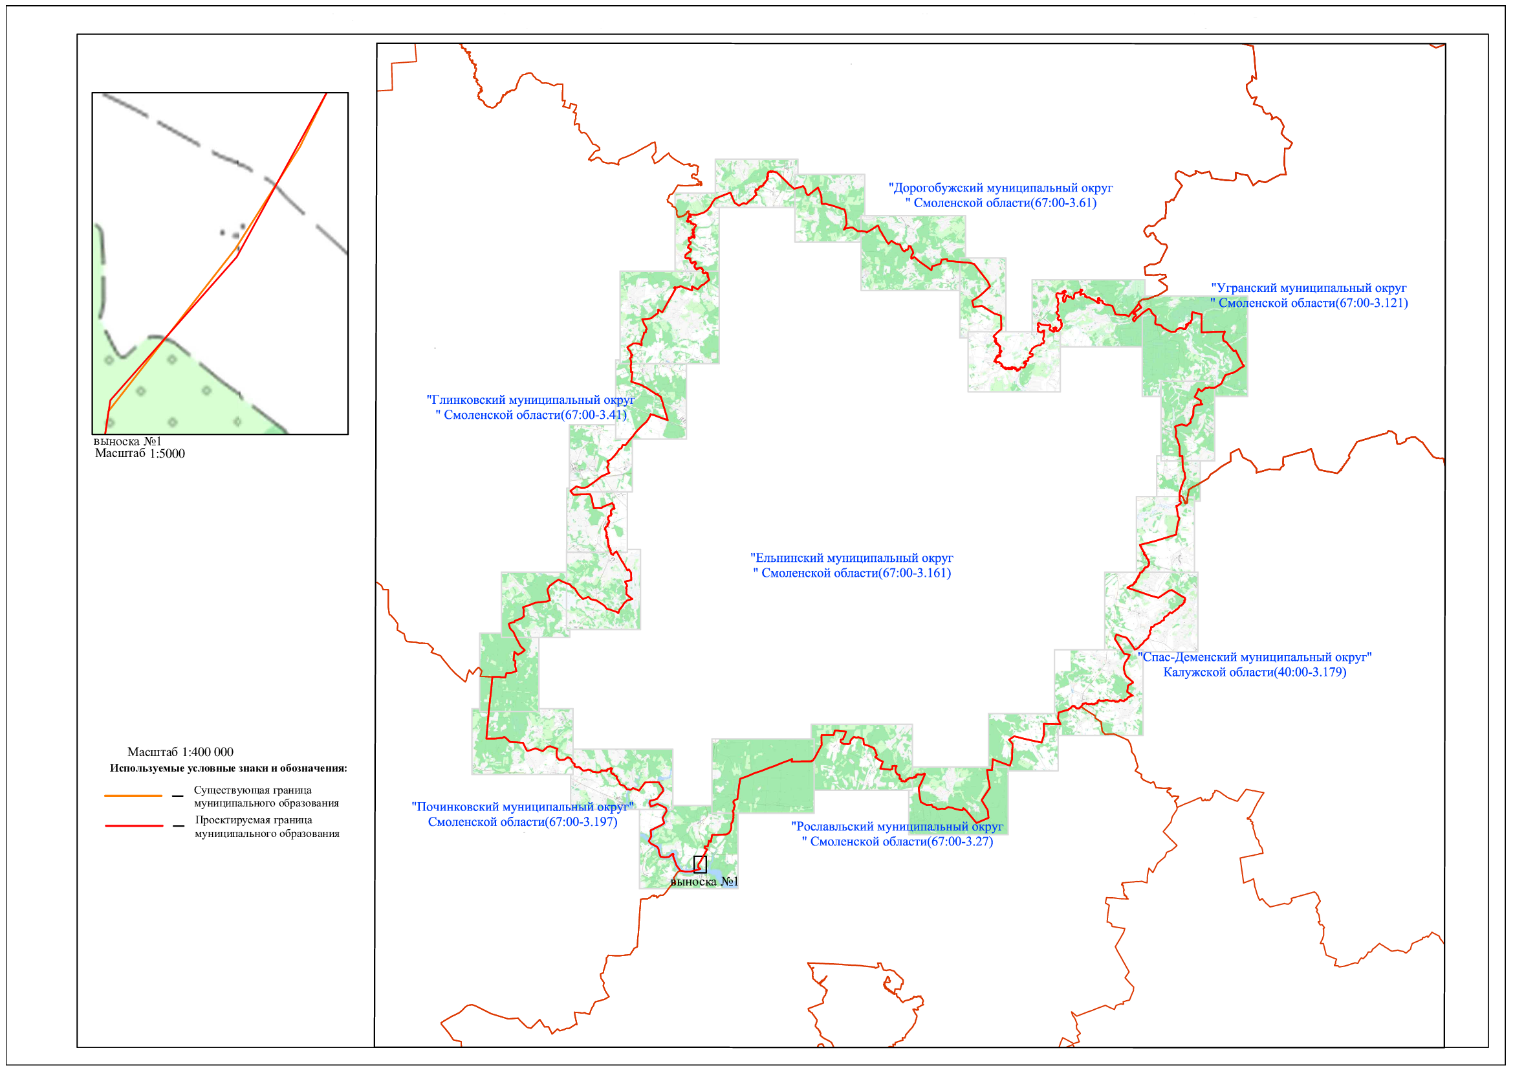 "Дорогобужский муниципальный округ
" Смоленской области(67:00-3.61)
"Угранский муниципальный округ
" Смоленской области(67:00-3.121)
"Глинковский муниципальный округ
" Смоленской области(67:00-3.41)
выноска №1
Масштаб 1:5000
"Ельнинский муниципальный округ
" Смоленской области(67:00-3.161)
"Спас-Деменский муниципальный округ"
Калужской области(40:00-3.179)
Масштаб 1:400 000
Используемые условные знаки и обозначения:
Существующая граница
муниципального образования
Проектируемая граница
муниципального образования
"Починковский муниципальный округ"
Смоленской области(67:00-3.197)
"Рославльский муниципальный округ
" Смоленской области(67:00-3.27)
выноска №1